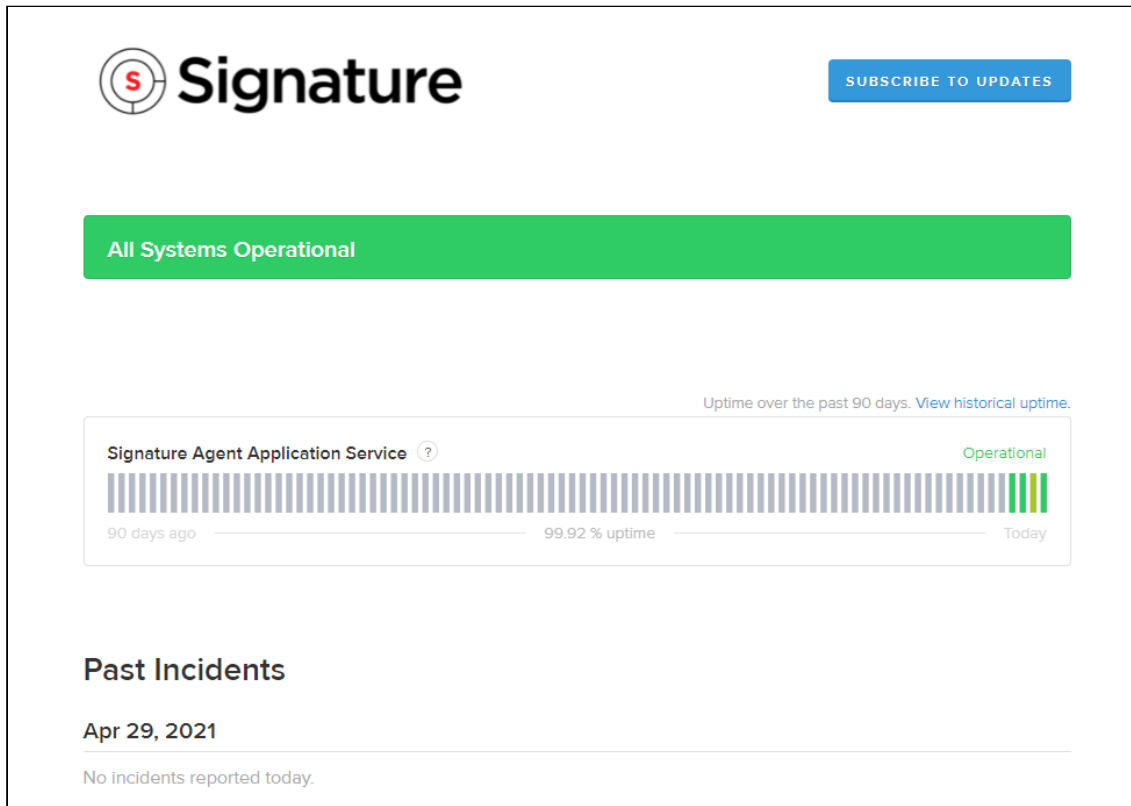 S Signature
SUBSCRIBE TO UPDATES
All Systems Operational
Uptime over the past 90 days. View historical uptime.
Signature Agent Application Service ? Operational
90 days ago 99.92 % uptime Today
Past Incidents
Apr 29, 2021
No incidents reported today.